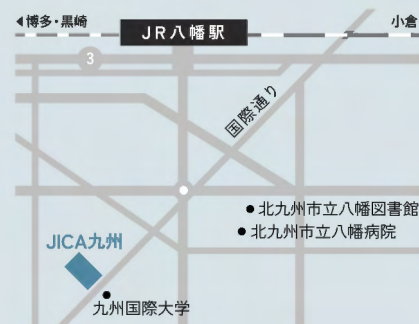 ◀博多・黒崎
JR八幡駅
小倉
3
国際通り
●北九州市立八幡図書館
●北九州市立八幡病院
JICA九州
九州国際大学